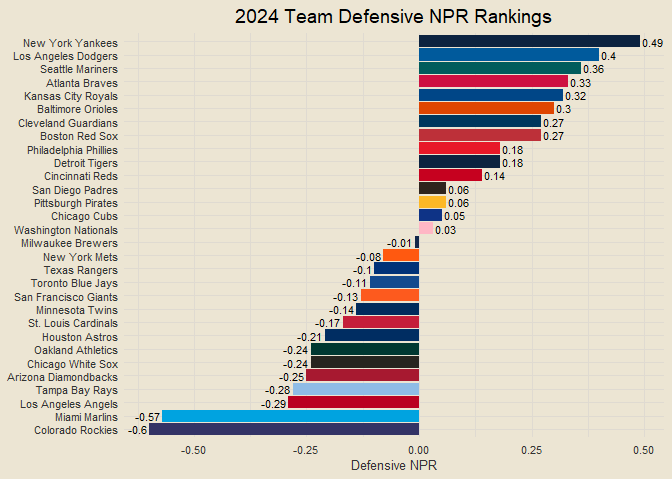 2024 Team Defensive NPR Rankings
New York Yankees 0.49
Los Angeles Dodgers 0.4
Seattle Mariners 0.36
Atlanta Braves 0.33
Kansas City Royals 0.32
Baltimore Orioles 0.3
Cleveland Guardians 0.27
Boston Red Sox 0.27
Philadelphia Phillies 0.18
Detroit Tigers 0.18
Cincinnati Reds 0.14
San Diego Padres 0.06
Pittsburgh Pirates 0.06
Chicago Cubs 0.05
Washington Nationals 0.03
Milwaukee Brewers -0.01
New York Mets -0.08
Texas Rangers -0.1
Toronto Blue Jays -0.11
San Francisco Giants -0.13
Minnesota Twins -0.14
St. Louis Cardinals -0.17
Houston Astros -0.21
Oakland Athletics -0.24
Chicago White Sox -0.24
Arizona Diamondbacks -0.25
Tampa Bay Rays -0.28
Los Angeles Angels -0.29
Miami Marlins -0.57
Colorado Rockies -0.6
-0.50 -0.25 0.00 0.25 0.50
Defensive NPR